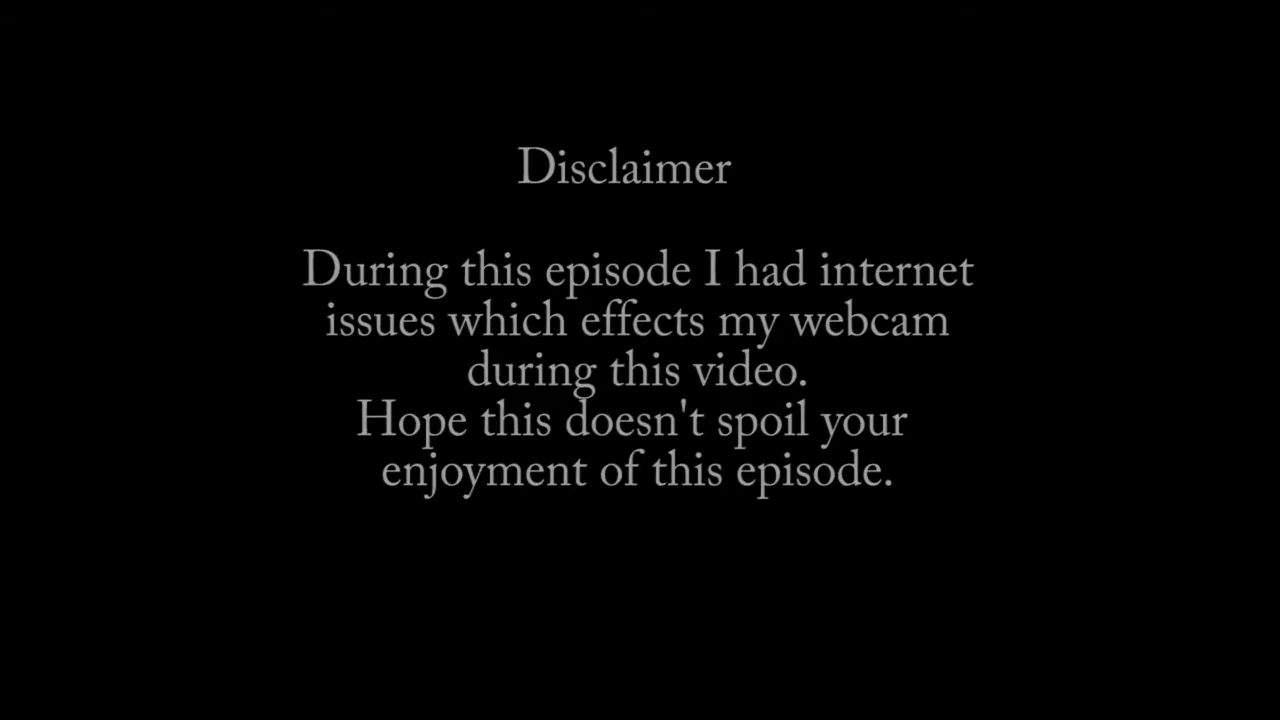 Disclaimer
During this episode I had internet
issues which effects my webcam
during this video.
Hope this doesn't spoil your
enjoyment of this episode.